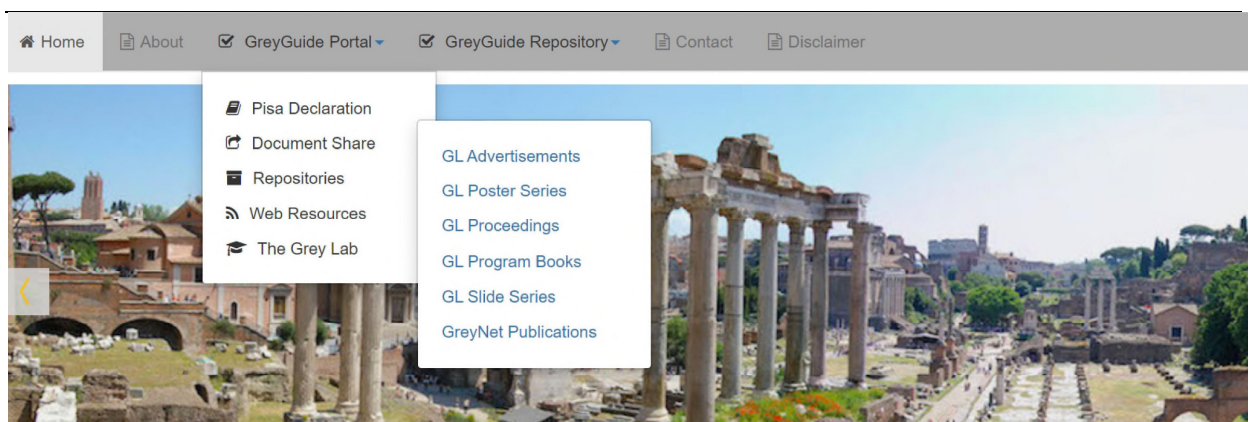 Home About GreyGuide Portal GreyGuide Repository Contact Disclaimer
Pisa Declaration
Document Share
Repositories
Web Resources
The Grey Lab
GL Advertisements
GL Poster Series
GL Proceedings
GL Program Books
GL Slide Series
GreyNet Publications